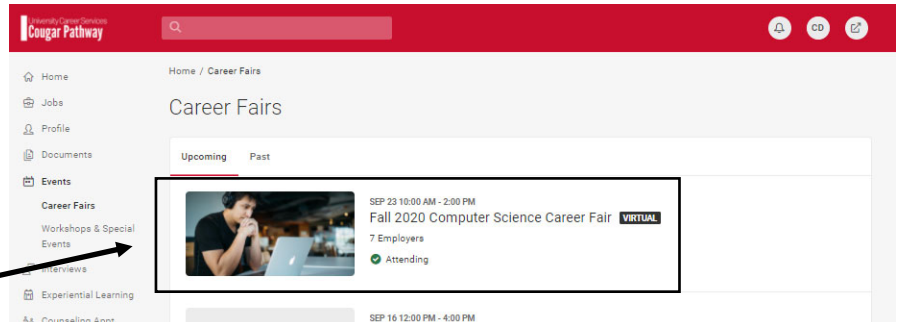 University Career Services
Cougar Pathway
CD
Home
Jobs
Profile
Documents
Events
Career Fairs
Workshops & Special
Events
Interviews
Experiential Learning
Counseling Appt
Home / Career Fairs
Career Fairs
Upcoming Past
SEP 23 10:00 AM - 2:00 PM
Fall 2020 Computer Science Career Fair VIRTUAL
7 Employers
Attending
SEP 16 12:00 PM - 4:00 PM